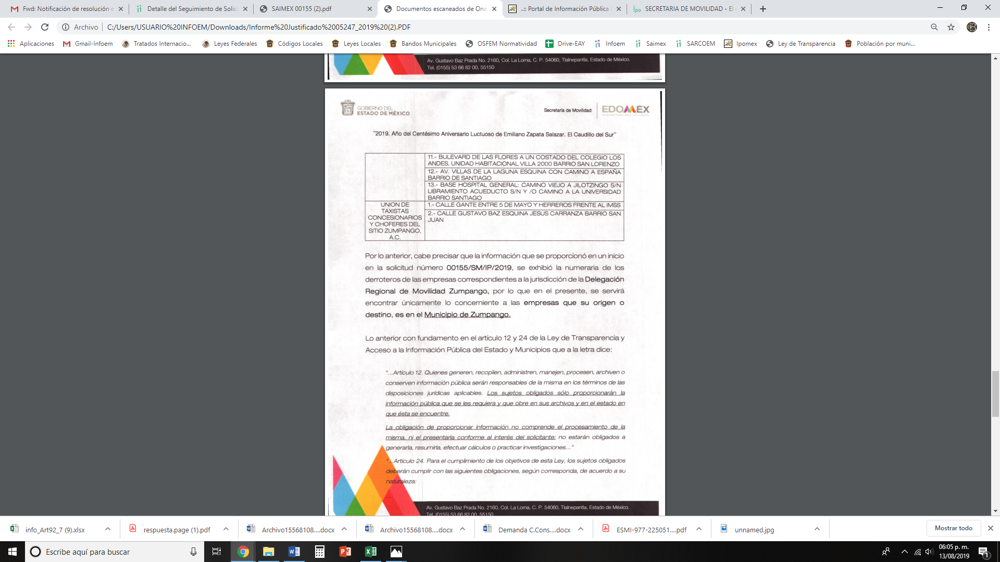 Fwd: Notificación de resolución e
Detalle del Seguimiento de Solici
SAIMEX 00155 (2).pdf
Documentos escaneados de One
..:: Portal de Información Pública
SECRETARIA DE MOVILIDAD - El
Archivo
C:/Users/USUARIO%20INFOEM/Downloads/Informe%20Justificado%2005247_2019%20(2).PDF
Aplicaciones
Gmail-Infoem
Tratados Internacio...
Leyes Federales
Códigos Locales
Leyes Locales
Bandos Municipales
OSFEM Normatividad
Drive-EAY
Infoem
Saimex
SARCOEM
Ipomex
Ley de Transparencia
Población por muni...
Av. Gustavo Baz Prada No. 2160, Col. La Loma, C. P. 54060, Tlalnepantla, Estado de México.
Tel. (0155) 53 66 82 00, 55150
GOBIERNO DEL
ESTADO DE MÉXICO
Secretaría de Movilidad
EDOMÉX
"2019. Año del Centésimo Aniversario Luctuoso de Emiliano Zapata Salazar. El Caudillo del Sur"
11.- BULEVARD DE LAS FLORES A UN COSTADO DEL COLEGIO LOS
ANDES, UNIDAD HABITACIONAL VILLA 2000 BARRIO SAN LORENZO
12.- AV. VILLAS DE LA LAGUNA ESQUINA CON CAMINO A ESPAÑA
BARRIO DE SANTIAGO
13.- BASE HOSPITAL GENERAL: CAMINO VIEJO A JILOTZINGO S/N
LIBRAMIENTO ACUEDUCTO S/N Y /O CAMINO A LA UNIVERSIDAD
BARRIO SANTIAGO
UNION DE
TAXISTAS
CONCESIONARIOS
Y CHOFERES DEL
SITIO ZUMPANGO,
A.C.
1.- CALLE GANTE ENTRE 5 DE MAYO Y HERREROS FRENTE AL IMSS
2.- CALLE GUSTAVO BAZ ESQUINA JESUS CARRANZA BARRIO SAN
JUAN
Por lo anterior, cabe precisar que la información que se proporcionó en un inicio
en la solicitud número 00155/SM/IP/2019, se exhibió la numeraria de los
derroteros de las empresas correspondientes a la jurisdicción de la Delegación
Regional de Movilidad Zumpango, por lo que en el presente, se servirá
encontrar únicamente lo concerniente a las empresas que su origen o
destino, es en el Municipio de Zumpango.
Lo anterior con fundamento en el artículo 12 y 24 de la Ley de Transparencia y
Acceso a la Información Pública del Estado y Municipios que a la letra dice:
"...Artículo 12. Quienes generen, recopilen, administren, manejen, procesen, archiven o
conserven información pública serán responsables de la misma en los términos de las
disposiciones jurídicas aplicables. Los sujetos obligados sólo proporcionarán la
información pública que se les requiera y que obre en sus archivos y en el estado en
que ésta se encuentre.
La obligación de proporcionar información no comprende el procesamiento de la
misma, ni el presentarla conforme al interés del solicitante; no estarán obligados a
generarla, resumirla, efectuar cálculos o practicar investigaciones..."
"...Artículo 24. Para el cumplimiento de los objetivos de esta Ley, los sujetos obligados
deberán cumplir con las siguientes obligaciones, según corresponda, de acuerdo a su
naturaleza:
...
Av. Gustavo Baz Prada No. 2160, Col. La Loma, C. P. 54060, Tlalnepantla, Estado de México.
Tel. (0155) 53 66 82 00, 55150
info_Art92_7 (9).xlsx
respuesta.page (1).pdf
Archivo15568108....docx
Archivo15568108....docx
Demanda C.Cons....docx
ESMI-977-225051....pdf
unnamed.jpg
Mostrar todo
Escribe aquí para buscar
06:05 p. m.
13/08/2019
1